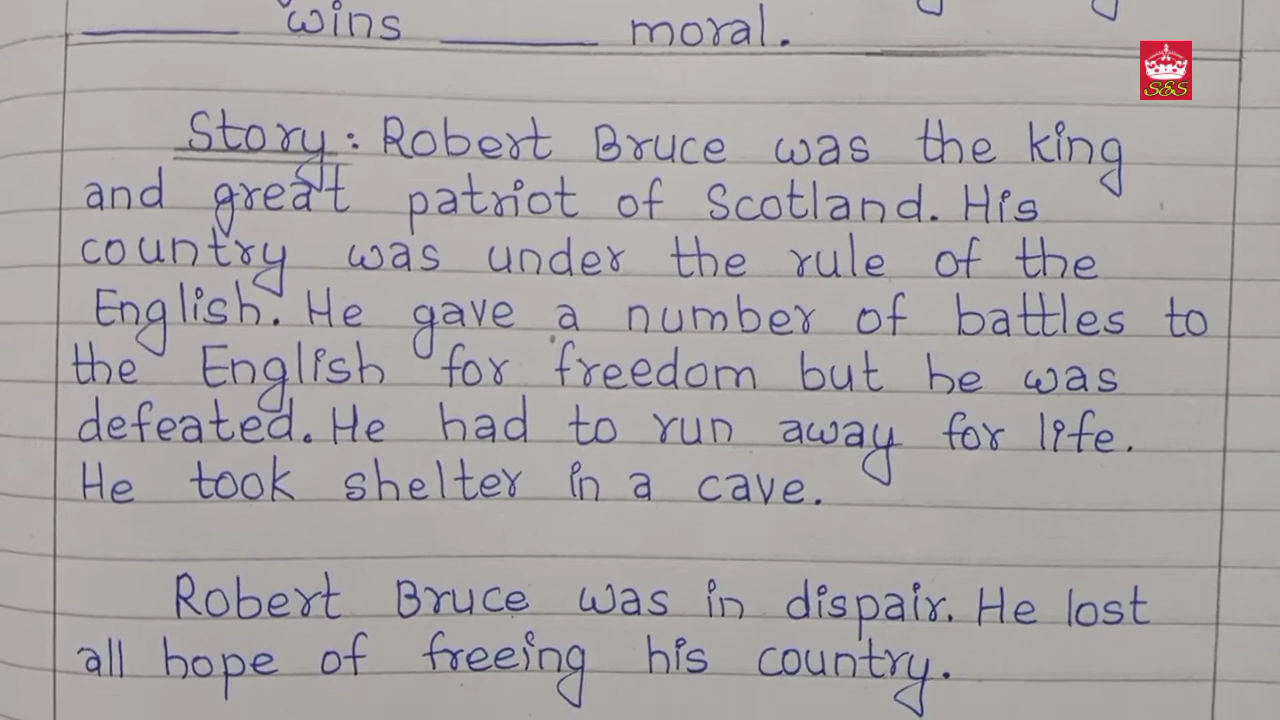 wins moral.
S&S
Story: Robert Bruce was the king
and great patriot of Scotland. His
country was under the rule of the
English. He gave a number of battles to
the English for freedom but he was
defeated. He had to run away for life.
He took shelter in a cave.
Robert Bruce was in dispair. He lost
all hope of freeing his country.